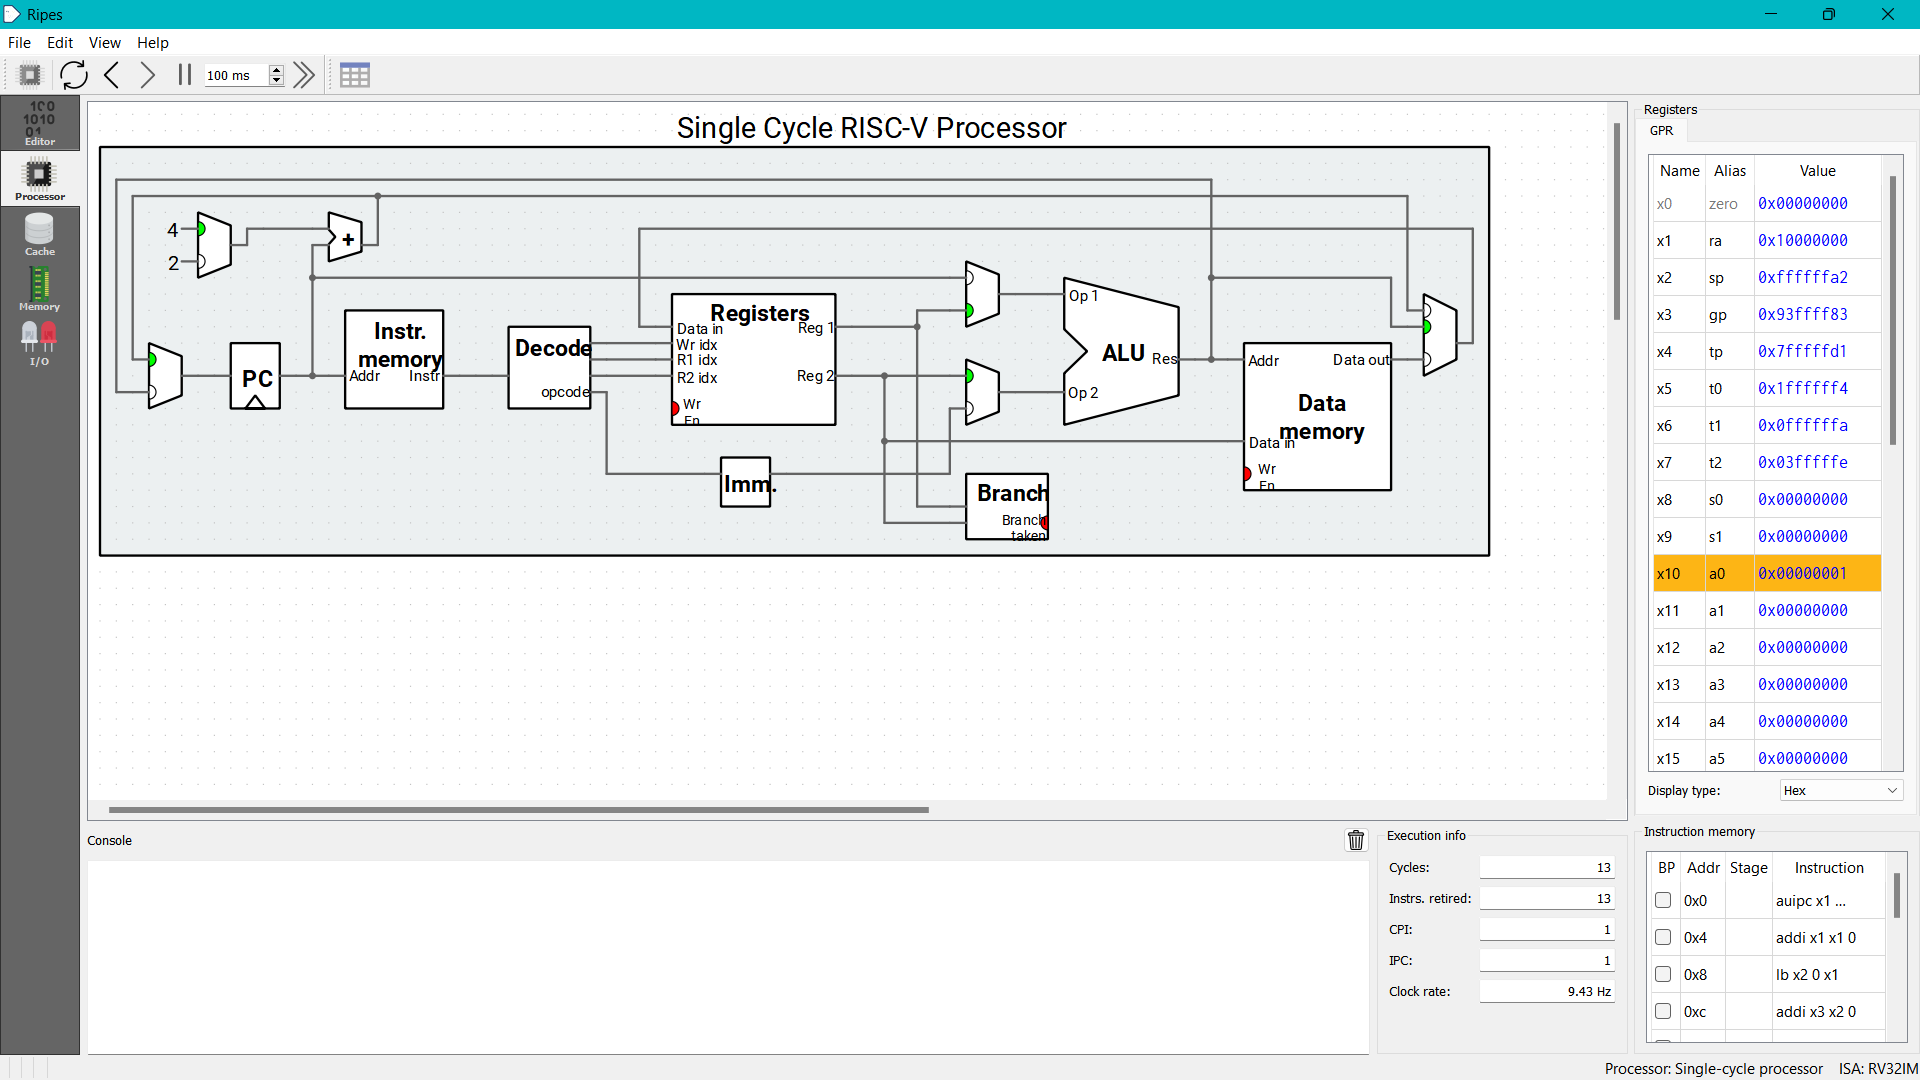 Ripes
File Edit View Help
100 ms
Editor
Processor
Cache
Memory
I/O
Single Cycle RISC-V Processor
4
2
+
PC
Instr. memory
Addr Instr
Decode
opcode
Registers
Data in Reg 1
Wr idx
R1 idx
R2 idx Reg 2
Wr
En
Imm.
Op 1
ALU Res
Op 2
Branch
Branch
taken
Addr Data out
Data
memory
Data in
Wr
En
Registers
GPR
Name Alias Value
x0 zero 0x00000000
x1 ra 0x10000000
x2 sp 0xffffffa2
x3 gp 0x93ffff83
x4 tp 0x7fffffd1
x5 t0 0x1ffffff4
x6 t1 0x0ffffffa
x7 t2 0x03fffffe
x8 s0 0x00000000
x9 s1 0x00000000
x10 a0 0x00000001
x11 a1 0x00000000
x12 a2 0x00000000
x13 a3 0x00000000
x14 a4 0x00000000
x15 a5 0x00000000
Display type: Hex
Console
Execution info
Cycles: 13
Instrs. retired: 13
CPI: 1
IPC: 1
Clock rate: 9.43 Hz
Instruction memory
BP Addr Stage Instruction
0x0 auipc x1 ...
0x4 addi x1 x1 0
0x8 lb x2 0 x1
0xc addi x3 x2 0
Processor: Single-cycle processor ISA: RV32IM